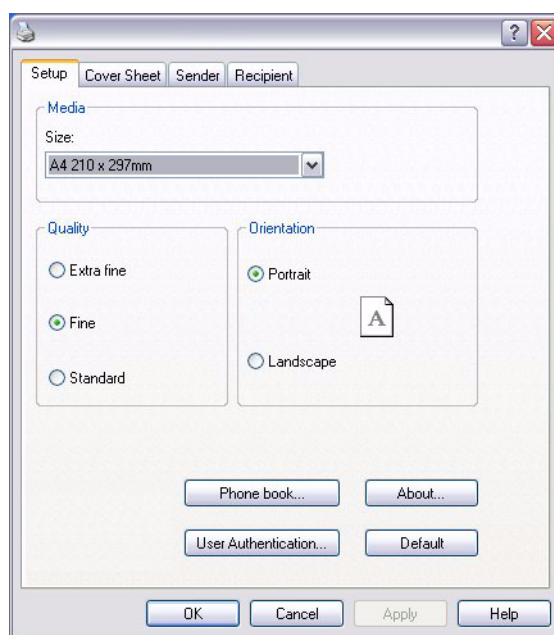 Setup Cover Sheet Sender Recipient
Media
Size:
A4 210 x 297mm
Quality Orientation
Extra fine Portrait
A
Fine
Landscape
Standard
Phone book... About...
User Authentication... Default
OK Cancel Apply Help